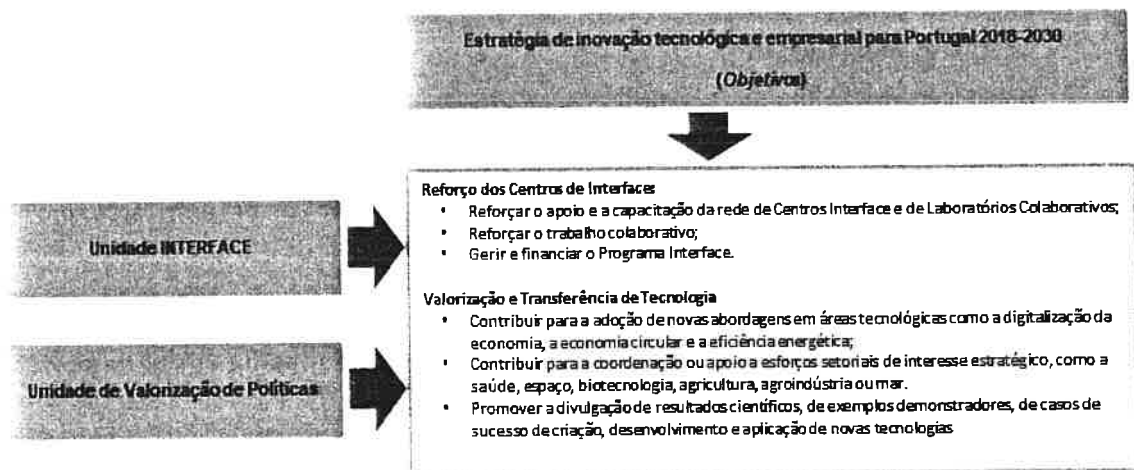 Estratégia de inovação tecnológica e empresarial para Portugal 2018-2030
(Objetivos)
Unidade INTERFACE
Reforço dos Centros de Interfaces
• Reforçar o apoio e a capacitação da rede de Centros Interface e de Laboratórios Colaborativos;
• Reforçar o trabalho colaborativo;
• Gerir e financiar o Programa Interface.
Unidade de Valorização de Políticas
Valorização e Transferência de Tecnologia
• Contribuir para a adoção de novas abordagens em áreas tecnológicas como a digitalização da
economia, a economia circular e a eficiência energética;
• Contribuir para a coordenação ou apoio a esforços setoriais de interesse estratégico, como a
saúde, espaço, biotecnologia, agricultura, agroindústria ou mar.
• Promover a divulgação de resultados científicos, de exemplos demonstradores, de casos de
sucesso de criação, desenvolvimento e aplicação de novas tecnologias